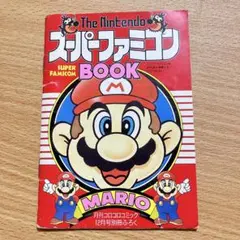 The Nintendo
スーパーファミコン
SUPER
FAMICOM
BOOK
MARIO
月刊コロコロコミック
12月号別冊ふろく